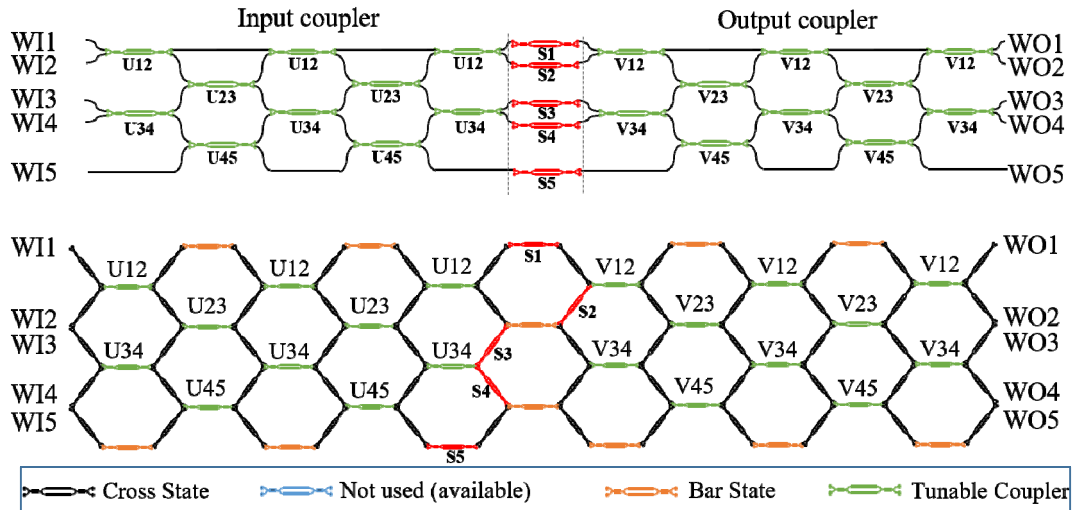 Input coupler Output coupler
WI1 WO1
U12 U12 U12 S1 V12 V12 V12
WI2 S2 WO2
U23 U23 V23 V23
WI3 S3 WO3
WI4 U34 U34 U34 S4 V34 V34 V34 WO4
U45 U45 V45 V45
WI5 S5 WO5
WI1 S1 WO1
U12 U12 U12 V12 V12 V12
WI2 U23 U23 S2 V23 V23 WO2
WI3 U34 U34 U34 S3 V34 V34 V34 WO3
WI4 U45 U45 S4 V45 V45 WO4
WI5 S5 WO5
Cross State Not used (available) Bar State Tunable Coupler